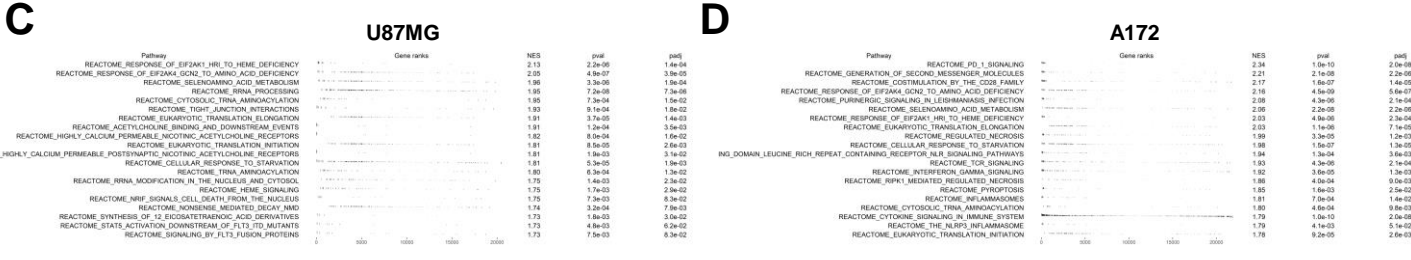 C
U87MG
Pathway Gene ranks NES pval padj
REACTOME_RESPONSE_OF_EIF2AK1_HRI_TO_HEME_DEFICIENCY 2.13 2.2e-06 1.4e-04
REACTOME_RESPONSE_OF_EIF2AK4_GCN2_TO_AMINO_ACID_DEFICIENCY 2.05 4.9e-07 3.9e-05
REACTOME_SELENOAMINO_ACID_METABOLISM 1.96 3.3e-06 1.9e-04
REACTOME_RRNA_PROCESSING 1.95 7.2e-08 7.3e-06
REACTOME_CYTOSOLIC_TRNA_AMINOACYLATION 1.95 7.3e-04 1.5e-02
REACTOME_TIGHT_JUNCTION_INTERACTIONS 1.93 9.1e-04 1.8e-02
REACTOME_EUKARYOTIC_TRANSLATION_ELONGATION 1.91 3.7e-05 1.4e-03
REACTOME_ACETYLCHOLINE_BINDING_AND_DOWNSTREAM_EVENTS 1.91 1.2e-04 3.5e-03
REACTOME_HIGHLY_CALCIUM_PERMEABLE_NICOTINIC_ACETYLCHOLINE_RECEPTORS 1.82 8.0e-04 1.6e-02
REACTOME_EUKARYOTIC_TRANSLATION_INITIATION 1.81 8.5e-05 2.6e-03
HIGHLY_CALCIUM_PERMEABLE_POSTSYNAPTIC_NICOTINIC_ACETYLCHOLINE_RECEPTORS 1.81 1.9e-03 3.1e-02
REACTOME_CELLULAR_RESPONSE_TO_STARVATION 1.81 5.3e-05 1.9e-03
REACTOME_TRNA_AMINOACYLATION 1.80 6.3e-04 1.3e-02
REACTOME_RRNA_MODIFICATION_IN_THE_NUCLEUS_AND_CYTOSOL 1.75 1.4e-03 2.3e-02
REACTOME_HEME_SIGNALING 1.75 1.7e-03 2.9e-02
REACTOME_NRIF_SIGNALS_CELL_DEATH_FROM_THE_NUCLEUS 1.75 7.3e-03 8.3e-02
REACTOME_NONSENSE_MEDIATED_DECAY_NMD 1.74 3.2e-04 7.9e-03
REACTOME_SYNTHESIS_OF_12_EICOSATETRAENOIC_ACID_DERIVATIVES 1.73 1.8e-03 3.0e-02
REACTOME_STAT5_ACTIVATION_DOWNSTREAM_OF_FLT3_ITD_MUTANTS 1.73 4.8e-03 6.2e-02
REACTOME_SIGNALING_BY_FLT3_FUSION_PROTEINS 1.73 7.5e-03 8.3e-02
0 5000 10000 15000 20000
D
A172
Pathway Gene ranks NES pval padj
REACTOME_PD_1_SIGNALING 2.34 1.0e-10 2.0e-08
REACTOME_GENERATION_OF_SECOND_MESSENGER_MOLECULES 2.21 2.1e-08 2.2e-06
REACTOME_COSTIMULATION_BY_THE_CD28_FAMILY 2.17 1.6e-07 1.4e-05
REACTOME_RESPONSE_OF_EIF2AK4_GCN2_TO_AMINO_ACID_DEFICIENCY 2.16 4.5e-09 5.6e-07
REACTOME_PURINERGIC_SIGNALING_IN_LEISHMANIASIS_INFECTION 2.08 4.3e-06 2.1e-04
REACTOME_SELENOAMINO_ACID_METABOLISM 2.06 2.2e-08 2.2e-06
REACTOME_RESPONSE_OF_EIF2AK1_HRI_TO_HEME_DEFICIENCY 2.03 4.9e-06 2.3e-04
REACTOME_EUKARYOTIC_TRANSLATION_ELONGATION 2.03 1.1e-06 7.1e-05
REACTOME_REGULATED_NECROSIS 1.99 3.3e-05 1.2e-03
REACTOME_CELLULAR_RESPONSE_TO_STARVATION 1.98 1.5e-07 1.3e-05
ING_DOMAIN_LEUCINE_RICH_REPEAT_CONTAINING_RECEPTOR_NLR_SIGNALING_PATHWAYS 1.94 1.3e-04 3.6e-03
REACTOME_TCR_SIGNALING 1.93 4.3e-06 2.1e-04
REACTOME_INTERFERON_GAMMA_SIGNALING 1.92 3.6e-05 1.3e-03
REACTOME_RIPK1_MEDIATED_REGULATED_NECROSIS 1.86 4.0e-04 9.0e-03
REACTOME_PYROPTOSIS 1.85 1.6e-03 2.5e-02
REACTOME_INFLAMMASOMES 1.81 7.0e-04 1.4e-02
REACTOME_CYTOSOLIC_TRNA_AMINOACYLATION 1.80 4.6e-04 9.8e-03
REACTOME_CYTOKINE_SIGNALING_IN_IMMUNE_SYSTEM 1.79 1.0e-10 2.0e-08
REACTOME_THE_NLRP3_INFLAMMASOME 1.79 4.1e-03 5.1e-02
REACTOME_EUKARYOTIC_TRANSLATION_INITIATION 1.78 9.2e-05 2.6e-03
0 5000 10000 15000 20000